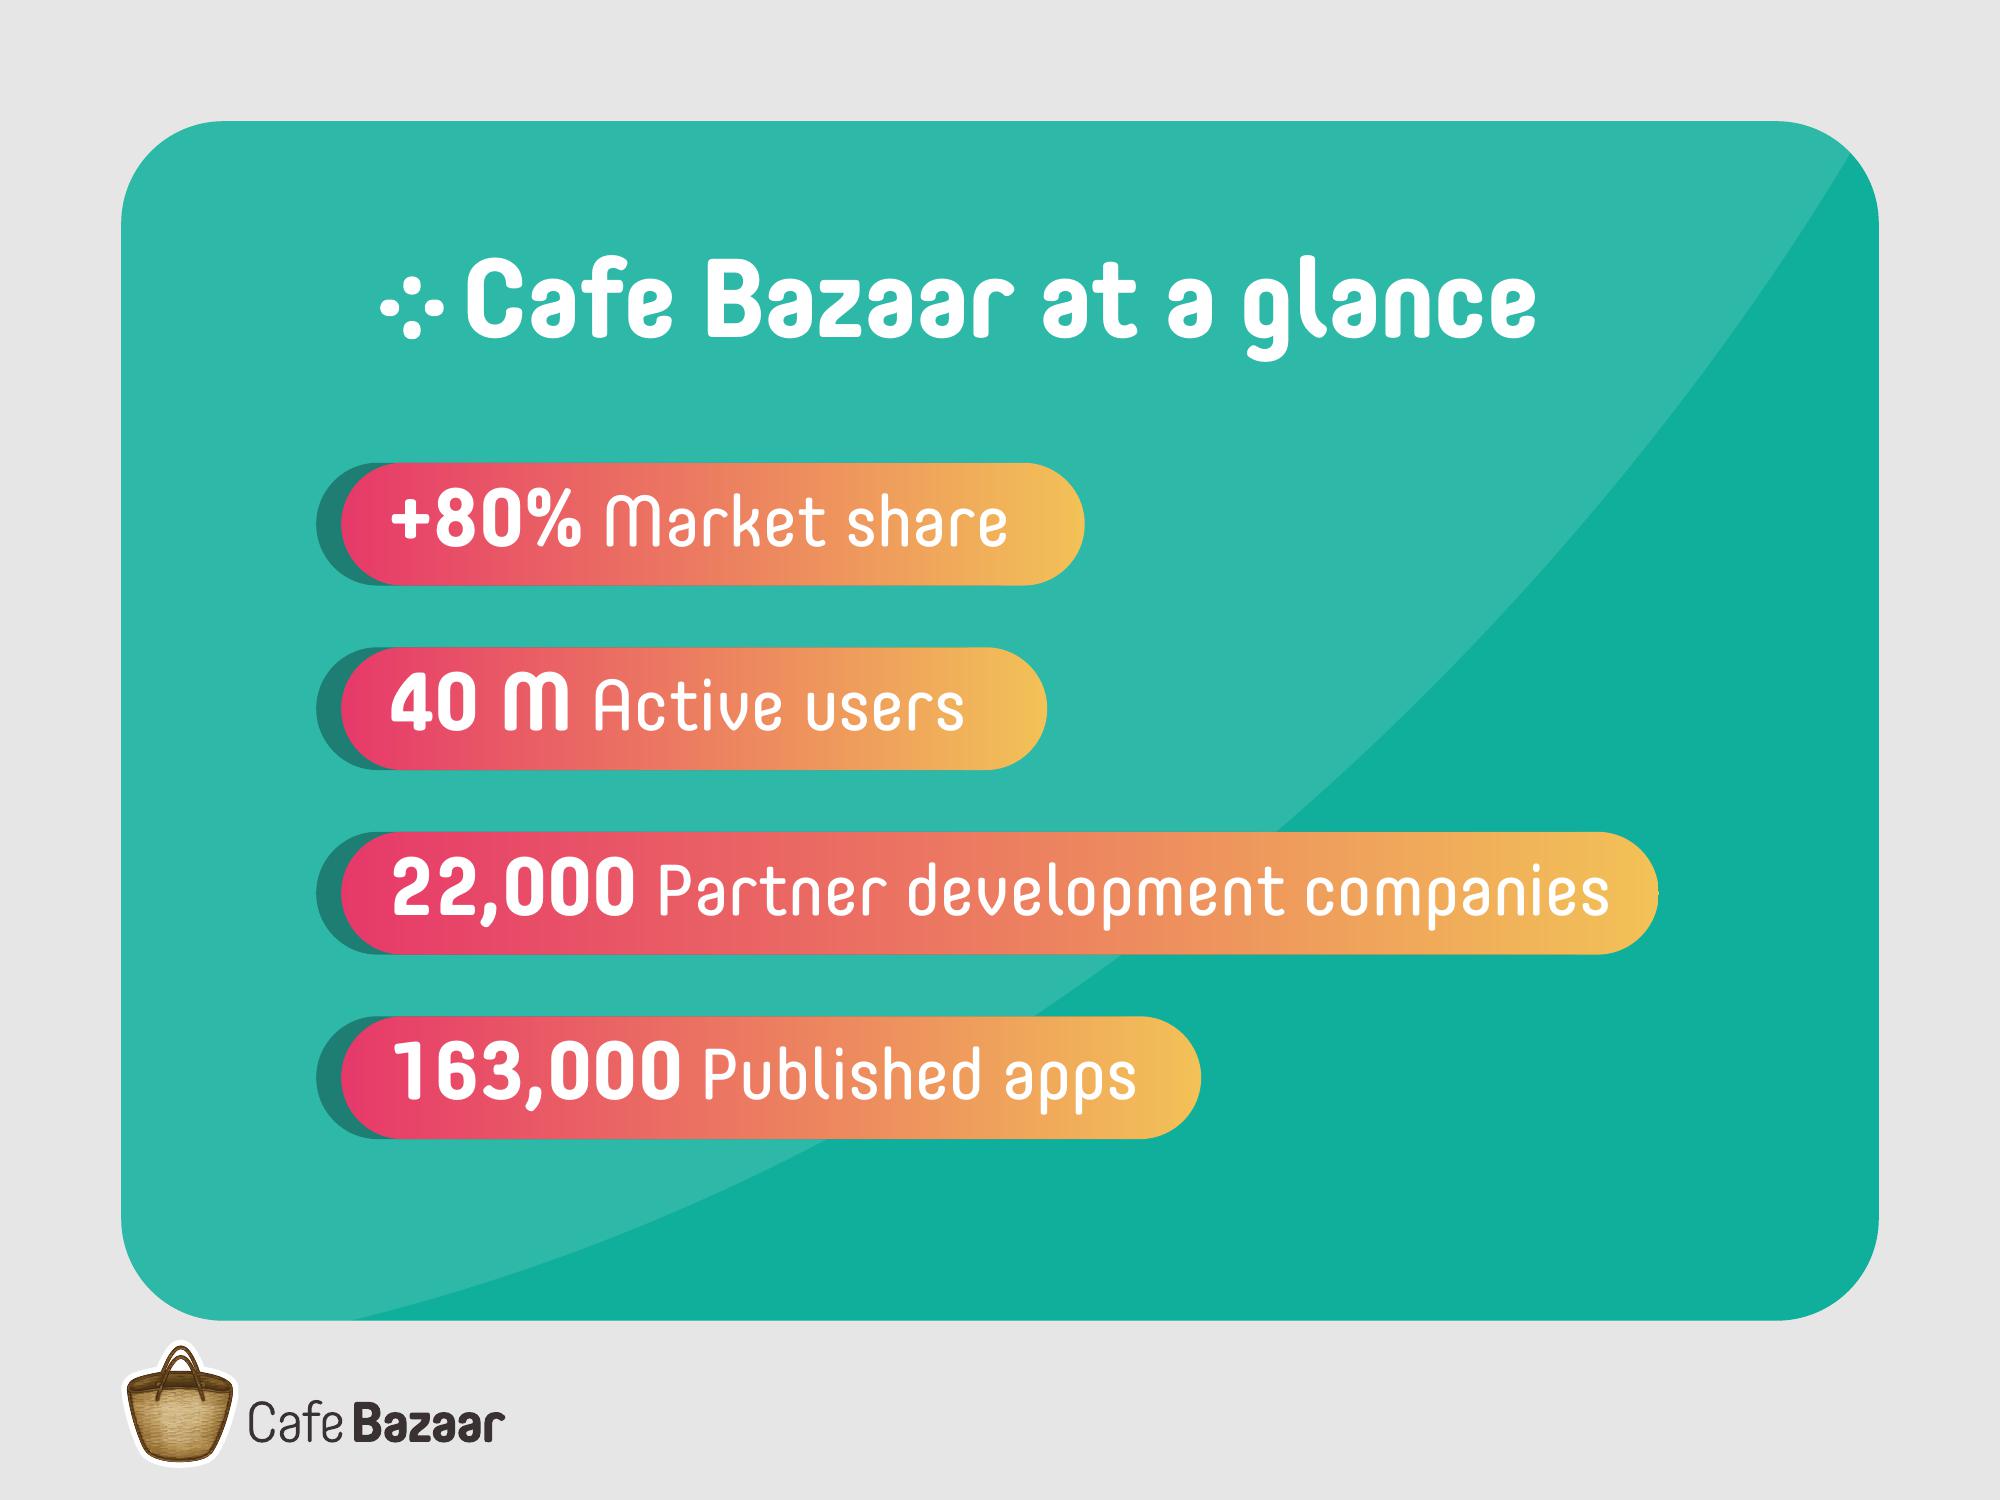 Cafe Bazaar at a glance
+80% Market share
40 M Active users
22,000 Partner development companies
163,000 Published apps
Cafe Bazaar